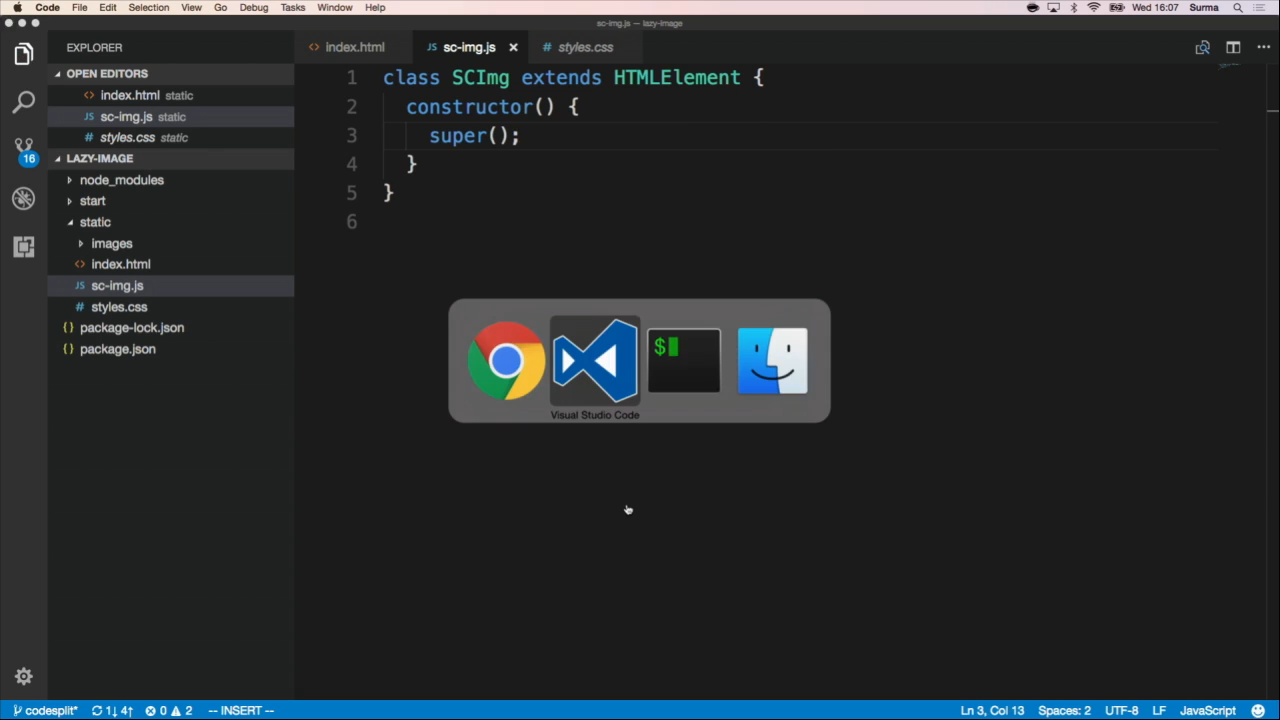 Code File Edit Selection View Go Debug Tasks Window Help Wed 16:07 Surma
sc-img.js — lazy-image
EXPLORER
OPEN EDITORS
index.html static
JS sc-img.js static
# styles.css static
LAZY-IMAGE
node_modules
start
static
images
index.html
JS sc-img.js
# styles.css
{} package-lock.json
{} package.json
16
index.html JS sc-img.js # styles.css
1 class SCImg extends HTMLElement {
2 constructor() {
3 super();
4 }
5 }
6
$
Visual Studio Code
codesplit* 1↓ 4↑ 0 2 -- INSERT -- Ln 3, Col 13 Spaces: 2 UTF-8 LF JavaScript